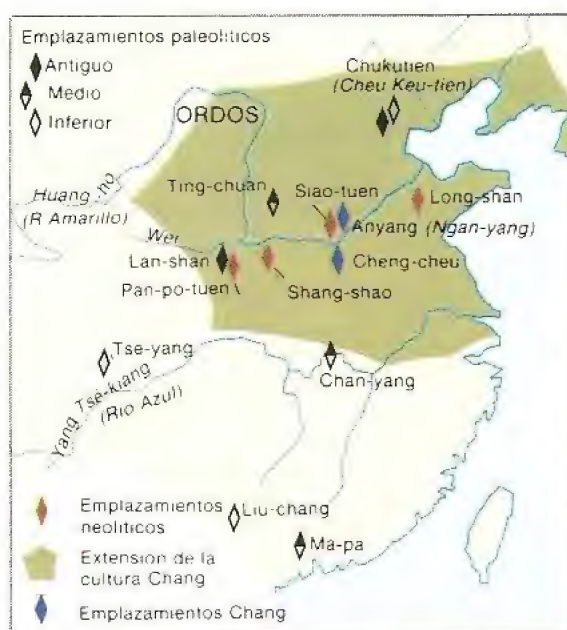 Emplazamientos paleolíticos
Antiguo
Medio
Inferior
Chukutien
(Cheu Keu-tien)
ORDOS
Huang-ho
(R Amarillo)
Ting-chuan
Siao-tuen
Long-shan
Anyang (Ngan-yang)
Wei
Lan-shan
Cheng-cheu
Pan-po-tuen
Shang-shao
Tse-yang
Yang Tsé-kiang
(Río Azul)
Chan-yang
Liu-chang
Ma-pa
Emplazamientos
neolíticos
Extensión de la
cultura Chang
Emplazamientos Chang